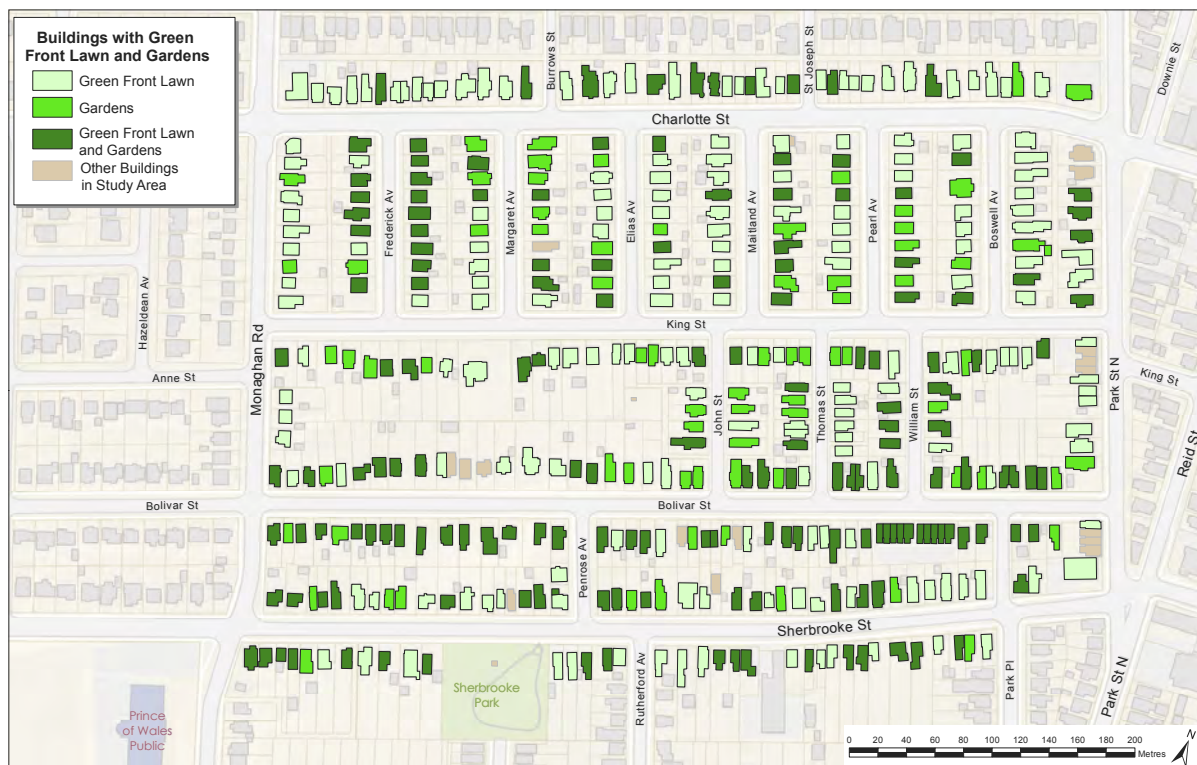 Buildings with Green
Front Lawn and Gardens
Green Front Lawn
Gardens
Green Front Lawn
and Gardens
Other Buildings
in Study Area
Burrows St
St Joseph St
Downie St
Charlotte St
Frederick Av
Margaret Av
Elias Av
Maitland Av
Pearl Av
Boswell Av
Hazeldean Av
Monaghan Rd
King St
Anne St
John St
Thomas St
William St
Park St N
King St
Reid St
Bolivar St
Bolivar St
Penrose Av
Sherbrooke St
Rutherford Av
Park Pl
Park St N
Sherbrooke
Park
Prince
of Wales
Public
0 20 40 60 80 100 120 140 160 180 200
Metres
N